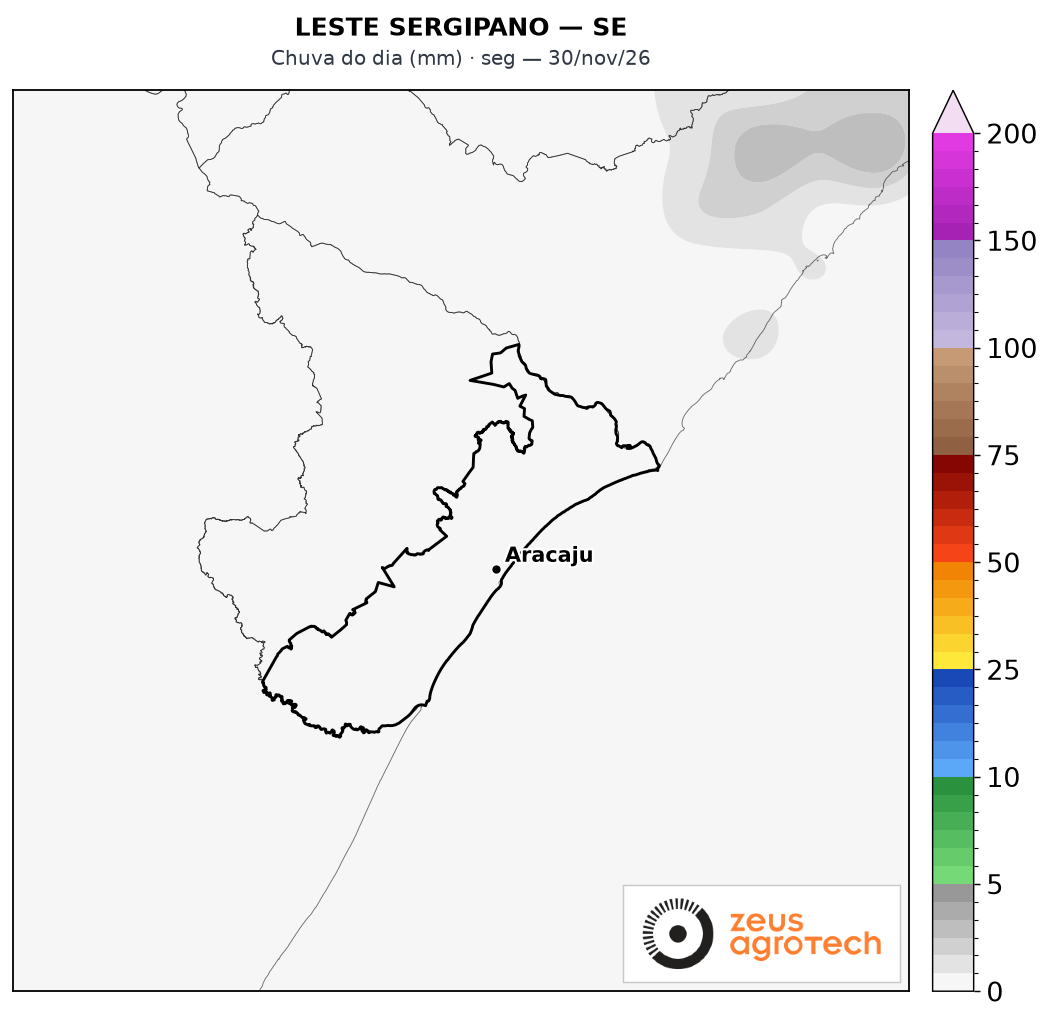 LESTE SERGIPANO — SE
Chuva do dia (mm) · seg — 30/nov/26
200
150
100
75
50
25
10
5
0
Aracaju
zeus
agrotech